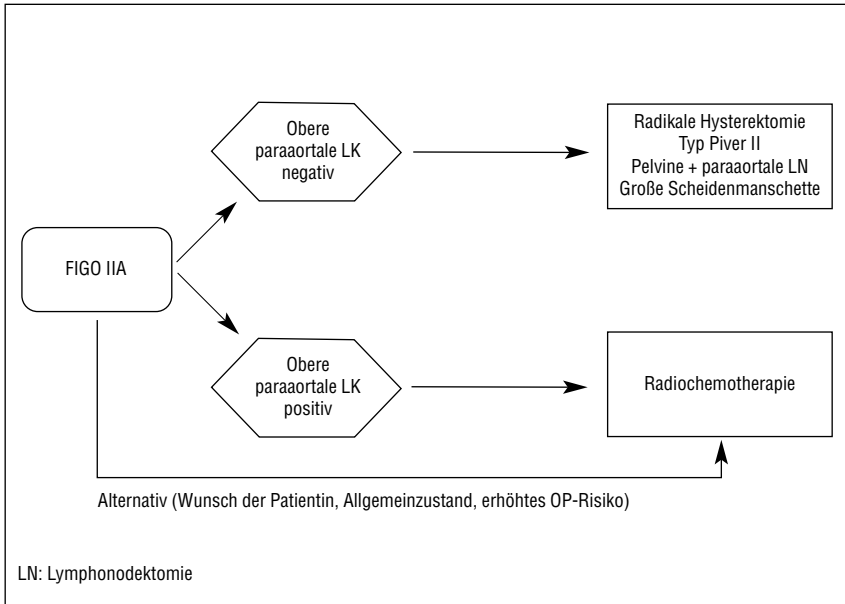 Obere
paraaortale LK
negativ
Radikale Hysterektomie
Typ Piver II
Pelvine + paraaortale LN
Große Scheidenmanschette
FIGO IIA
Obere
paraaortale LK
positiv
Radiochemotherapie
Alternativ (Wunsch der Patientin, Allgemeinzustand, erhöhtes OP-Risiko)
LN: Lymphonodektomie